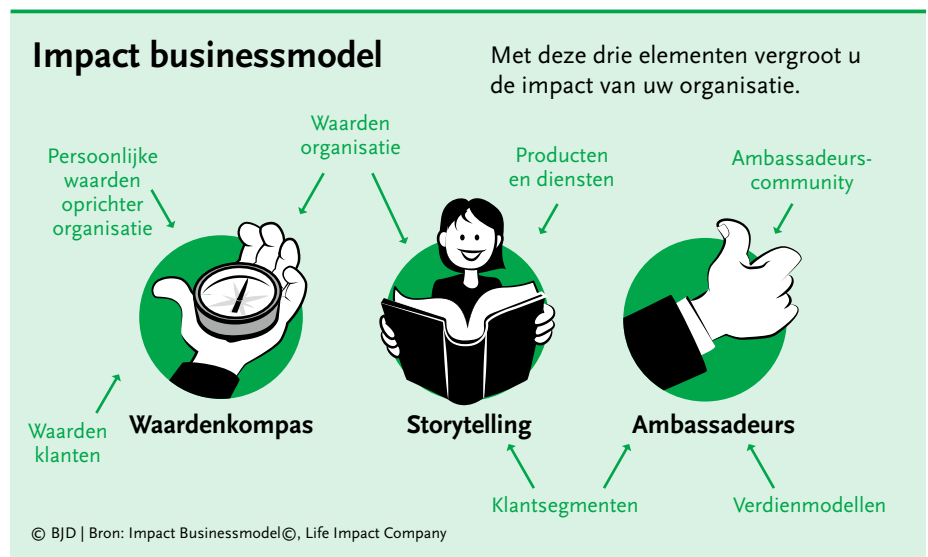 Impact businessmodel
Met deze drie elementen vergroot u
de impact van uw organisatie.
Persoonlijke
waarden
oprichter
organisatie
Waarden
organisatie
Producten
en diensten
Ambassadeurs-
community
Waarden
klanten
Waardenkompas
Storytelling
Ambassadeurs
Klantsegmenten
Verdienmodellen
© BJD | Bron: Impact Businessmodel©, Life Impact Company